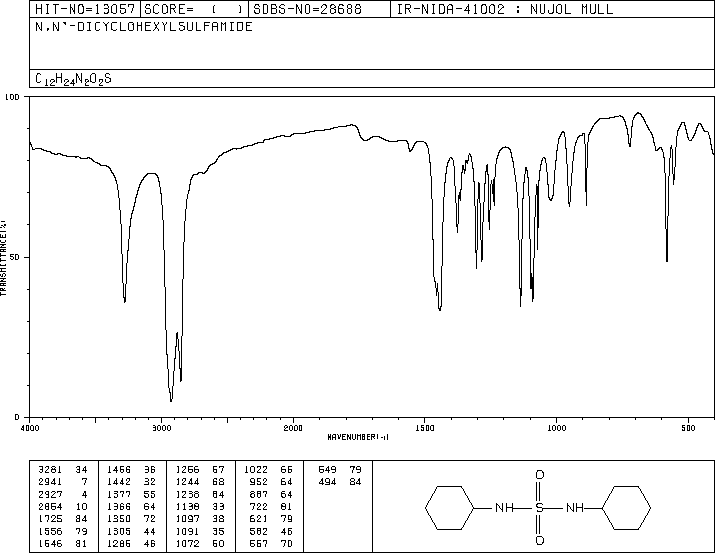 HIT-NO=13057 SCORE= ( ) SDBS-NO=28688 IR-NIDA-41002 : NUJOL MULL
N,N'-DICYCLOHEXYLSULFAMIDE
C12H24N2O2S
100
50
0
TRANSMITTANCE(%)
4000 3000 2000 1500 1000 500
WAVENUMBER(-1)
3281 34 1456 36 1256 57 1022 66 649 79
2941 7 1442 32 1244 68 952 64 494 84
2927 4 1377 55 1238 64 887 64
2854 10 1366 64 1138 33 722 81
1725 84 1350 72 1097 38 621 79
1556 79 1305 44 1091 35 582 46
1546 81 1285 46 1072 50 557 70
O
NH S NH
O